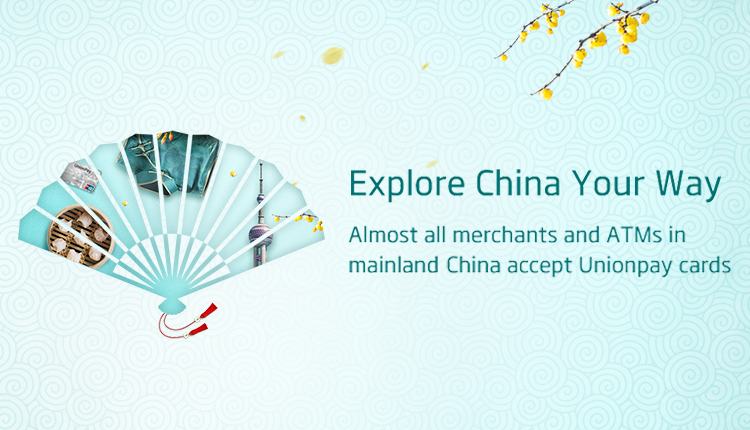 Explore China Your Way
Almost all merchants and ATMs in
mainland China accept Unionpay cards